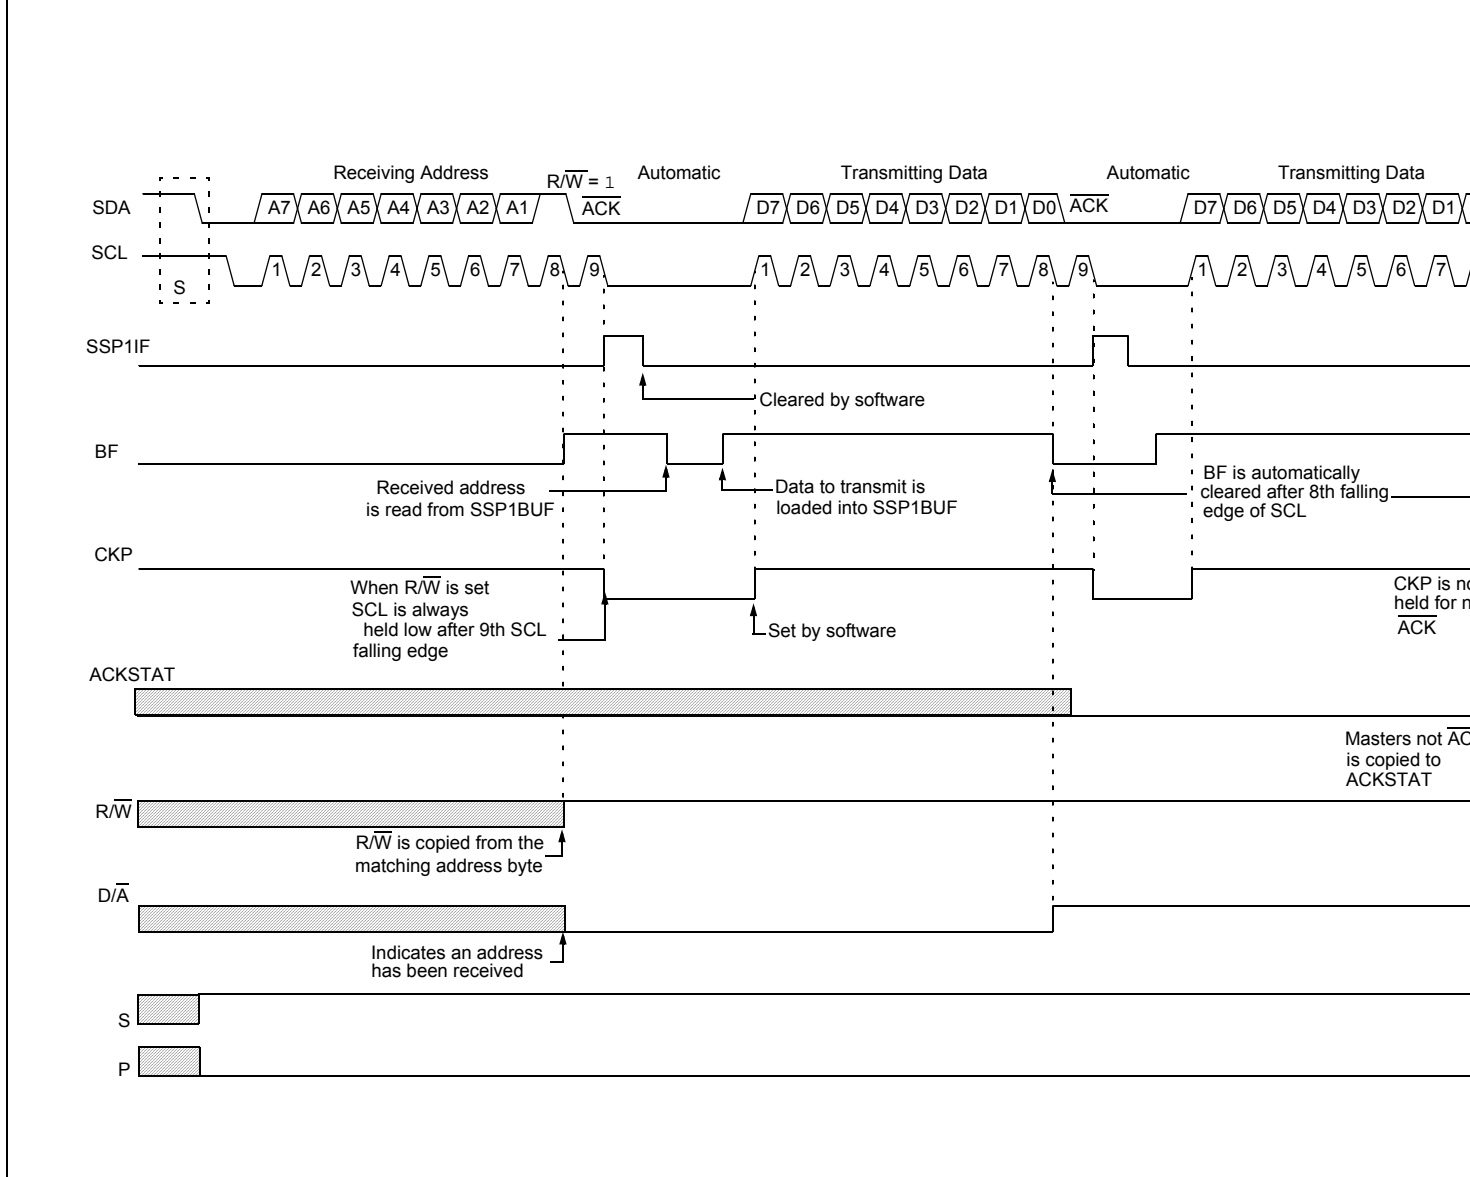 Receiving Address Automatic Transmitting Data Automatic Transmitting Data
R/W = 1
SDA A7 A6 A5 A4 A3 A2 A1 ACK D7 D6 D5 D4 D3 D2 D1 D0 ACK D7 D6 D5 D4 D3 D2 D1
SCL 1 2 3 4 5 6 7 8 9 1 2 3 4 5 6 7 8 9 1 2 3 4 5 6 7
S
SSP1IF
Cleared by software
BF
Received address
is read from SSP1BUF
Data to transmit is
loaded into SSP1BUF
BF is automatically
cleared after 8th falling
edge of SCL
CKP
When R/W is set
SCL is always
held low after 9th SCL
falling edge
Set by software
CKP is
held for
ACK
ACKSTAT
Masters not
is copied to
ACKSTAT
R/W
R/W is copied from the
matching address byte
D/A
Indicates an address
has been received
S
P